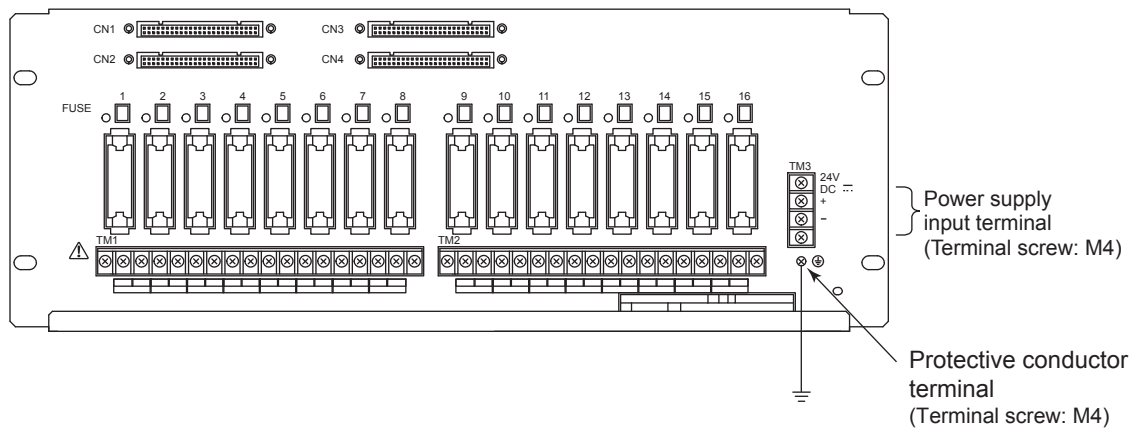 CN1
CN3
CN2
CN4
FUSE
1 2 3 4 5 6 7 8 9 10 11 12 13 14 15 16
TM3
24V
DC
+
−
Power supply
input terminal
(Terminal screw: M4)
TM1
TM2
Protective conductor
terminal
(Terminal screw: M4)